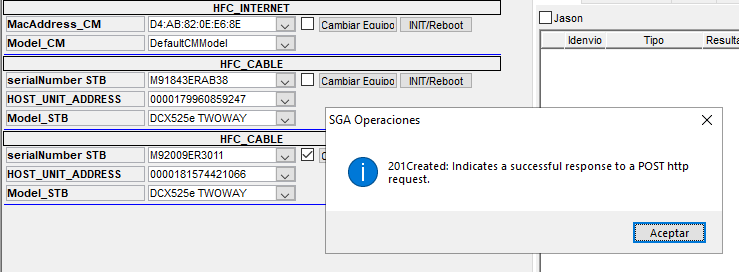 HFC_INTERNET
MacAddress_CM D4:AB:82:0E:E6:8E Cambiar Equipo INIT/Reboot
Model_CM DefaultCMModel
HFC_CABLE
serialNumber STB M91843ERAB38 Cambiar Equipo INIT/Reboot
HOST_UNIT_ADDRESS 0000179960859247
Model_STB DCX525e TWOWAY
HFC_CABLE
serialNumber STB M92009ER3011
HOST_UNIT_ADDRESS 0000181574421066
Model_STB DCX525e TWOWAY
Jason
Idenvio Tipo Resulta
SGA Operaciones
201Created: Indicates a successful response to a POST http
request.
Aceptar